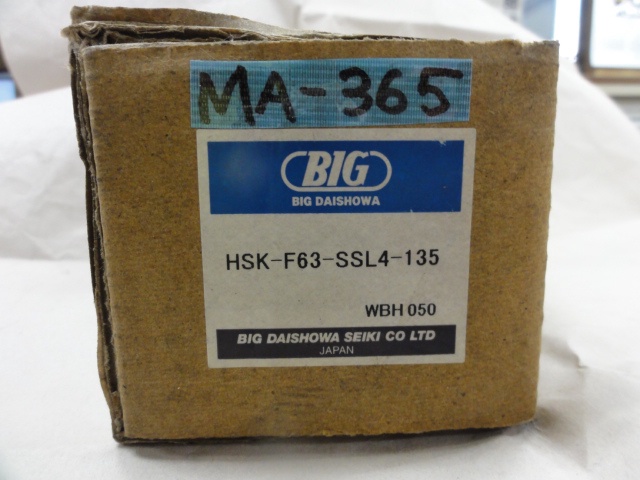 MA-365
BIG
BIG DAISHOWA
HSK-F63-SSL4-135
WBH 050
BIG DAISHOWA SEIKI CO LTD
JAPAN